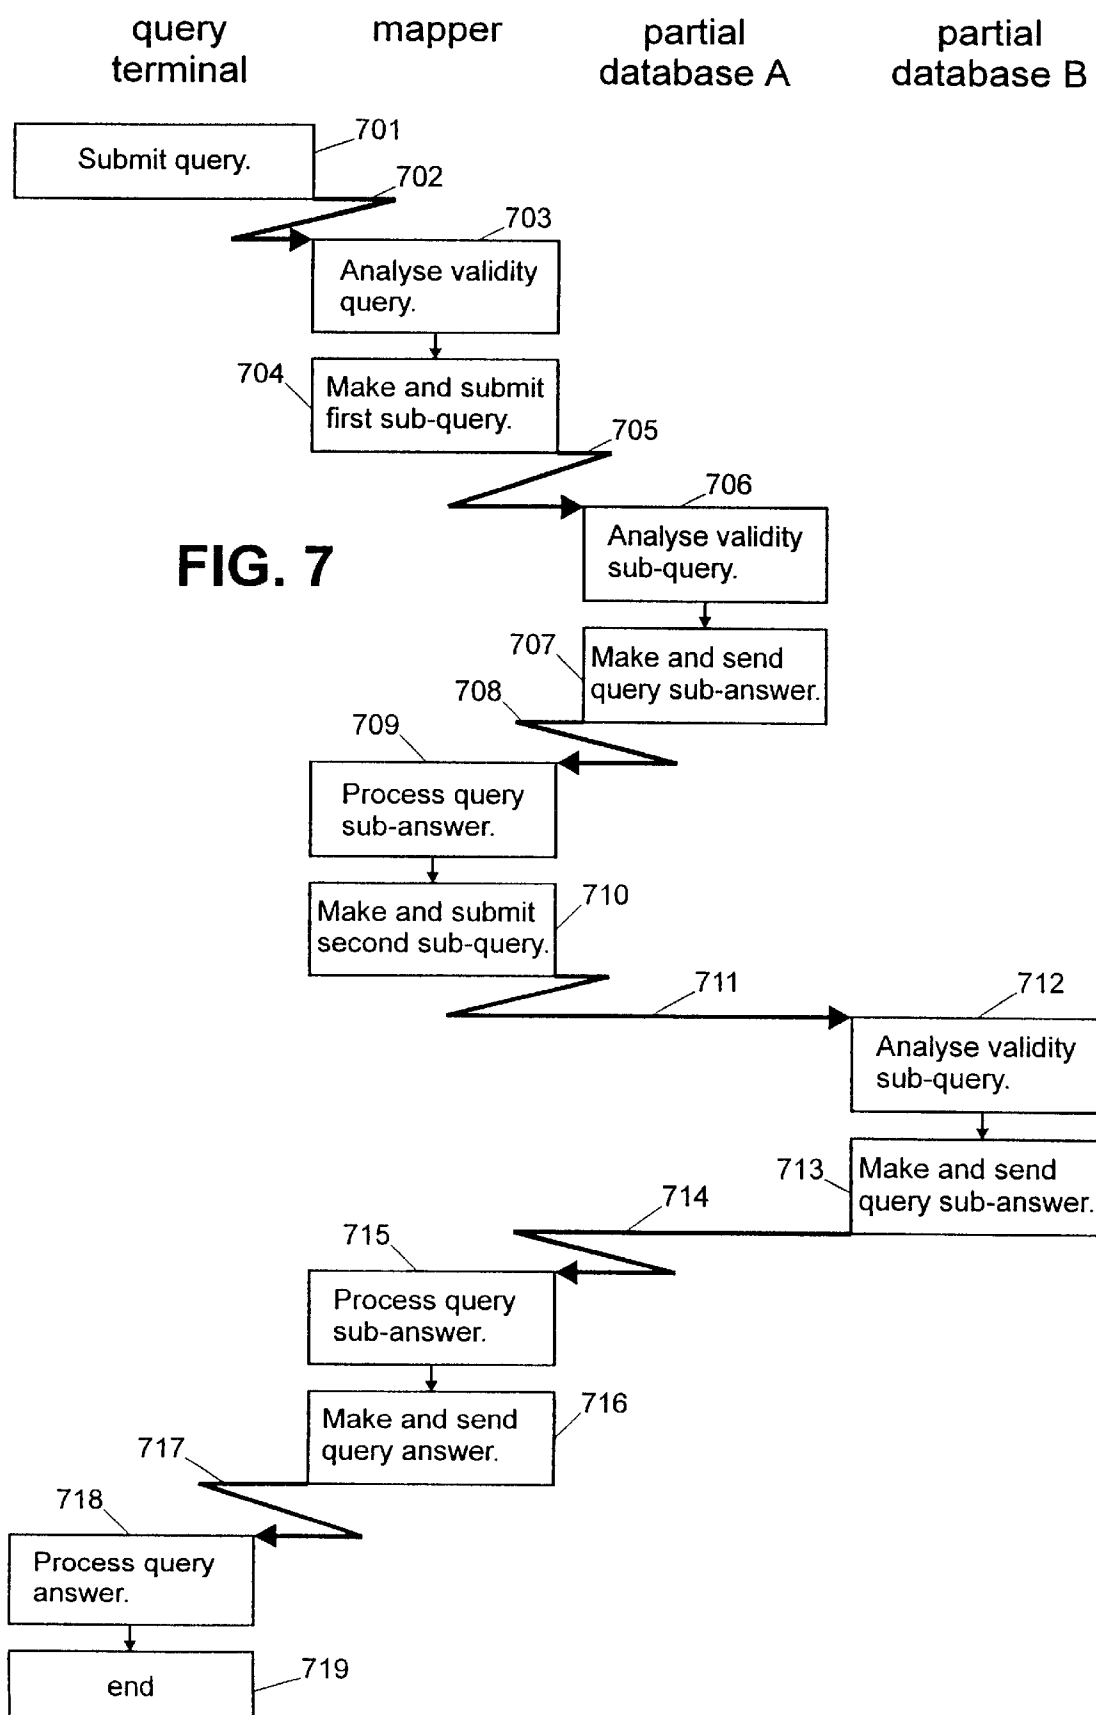 query
terminal
mapper
partial
database A
partial
database B
701
Submit query.
702
703
Analyse validity
query.
704
Make and submit
first sub-query.
705
706
Analyse validity
sub-query.
FIG. 7
707
Make and send
query sub-answer.
708
709
Process query
sub-answer.
710
Make and submit
second sub-query.
711
712
Analyse validity
sub-query.
713
Make and send
query sub-answer.
714
715
Process query
sub-answer.
716
Make and send
query answer.
717
718
Process query
answer.
719
end